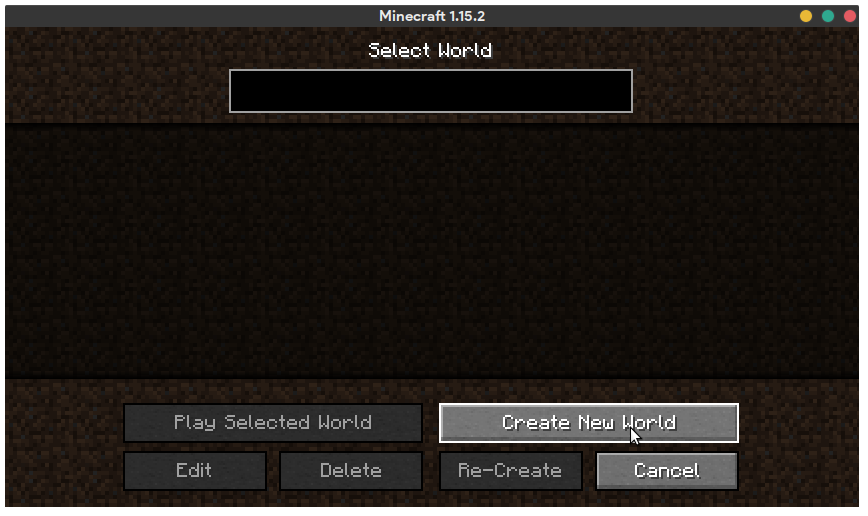 Minecraft 1.15.2
Select World
Play Selected World
Create New World
Edit
Delete
Re-Create
Cancel